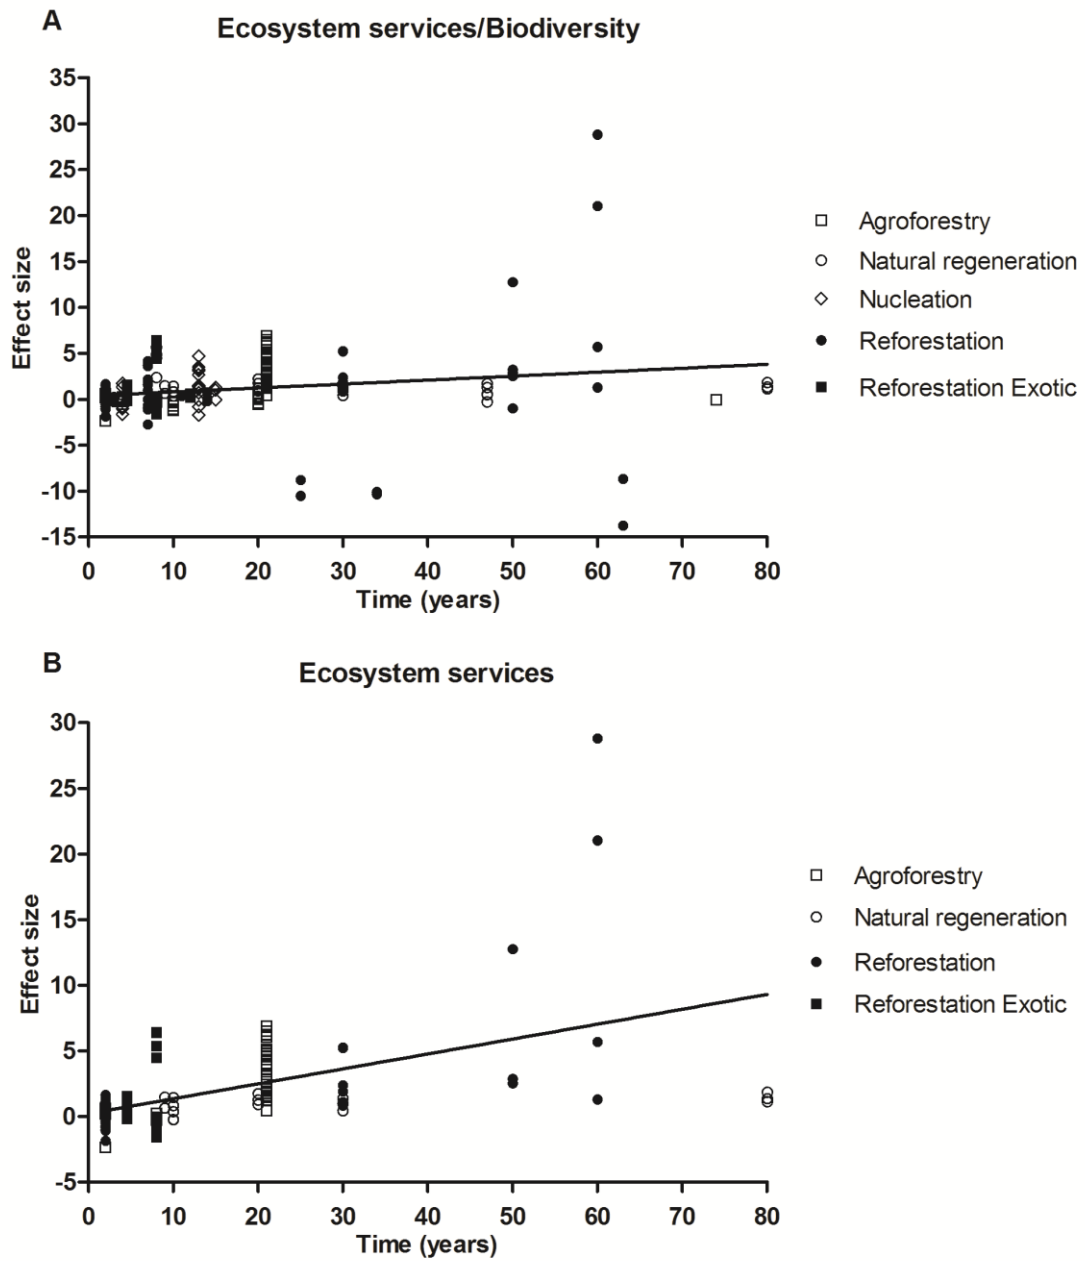 A
Ecosystem services/Biodiversity
35
30
25
20
15
10
5
0
-5
-10
-15
Effect size
0 10 20 30 40 50 60 70 80
Time (years)
Agroforestry
Natural regeneration
Nucleation
Reforestation
Reforestation Exotic
B
Ecosystem services
30
25
20
15
10
5
0
-5
Effect size
0 10 20 30 40 50 60 70 80
Time (years)
Agroforestry
Natural regeneration
Reforestation
Reforestation Exotic